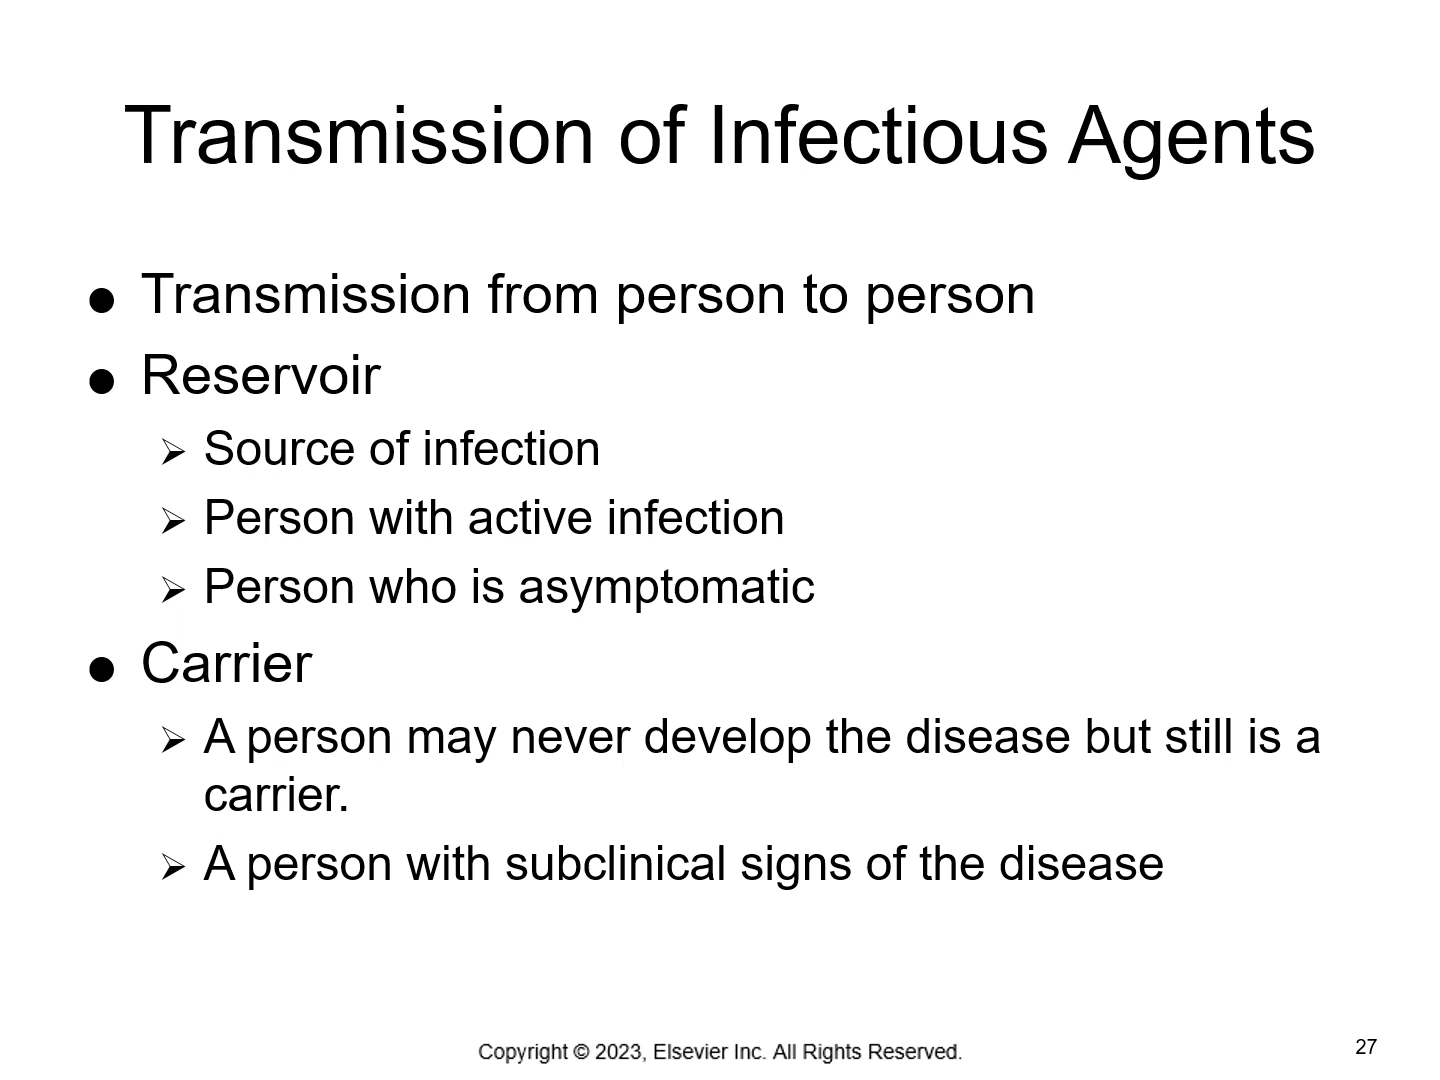 Transmission of Infectious Agents
● Transmission from person to person
● Reservoir
➢ Source of infection
➢ Person with active infection
➢ Person who is asymptomatic
● Carrier
➢ A person may never develop the disease but still is a
carrier.
➢ A person with subclinical signs of the disease
Copyright © 2023, Elsevier Inc. All Rights Reserved.
27